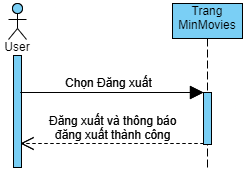 User
Trang
MinMovies
Chọn Đăng xuất
Đăng xuất và thông báo
đăng xuất thành công